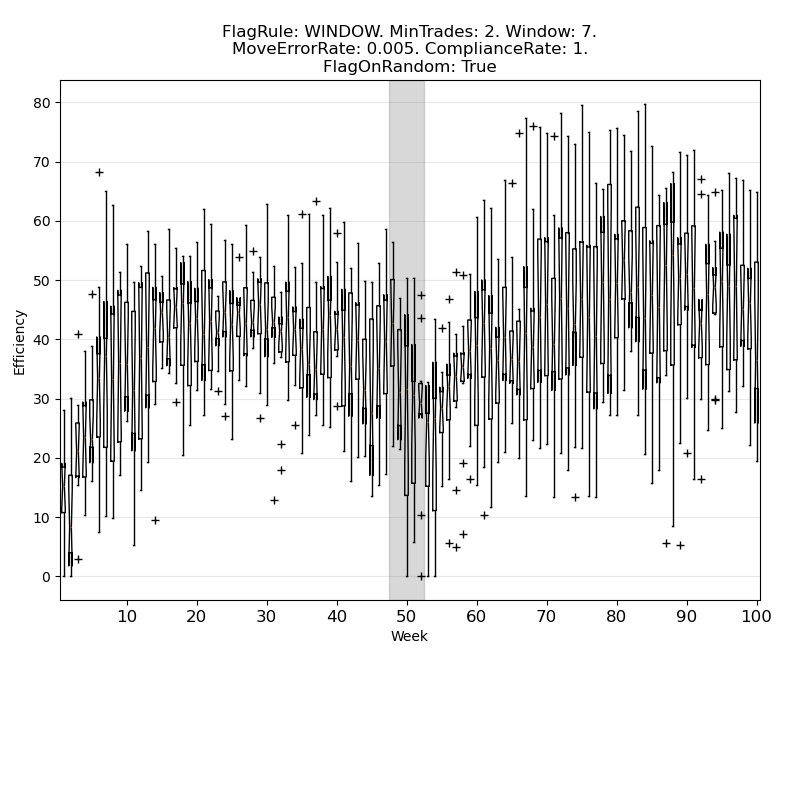 FlagRule: WINDOW. MinTrades: 2. Window: 7.
MoveErrorRate: 0.005. ComplianceRate: 1.
FlagOnRandom: True
80
70
60
50
40
30
20
10
0
Efficiency
10 20 30 40 50 60 70 80 90 100
Week